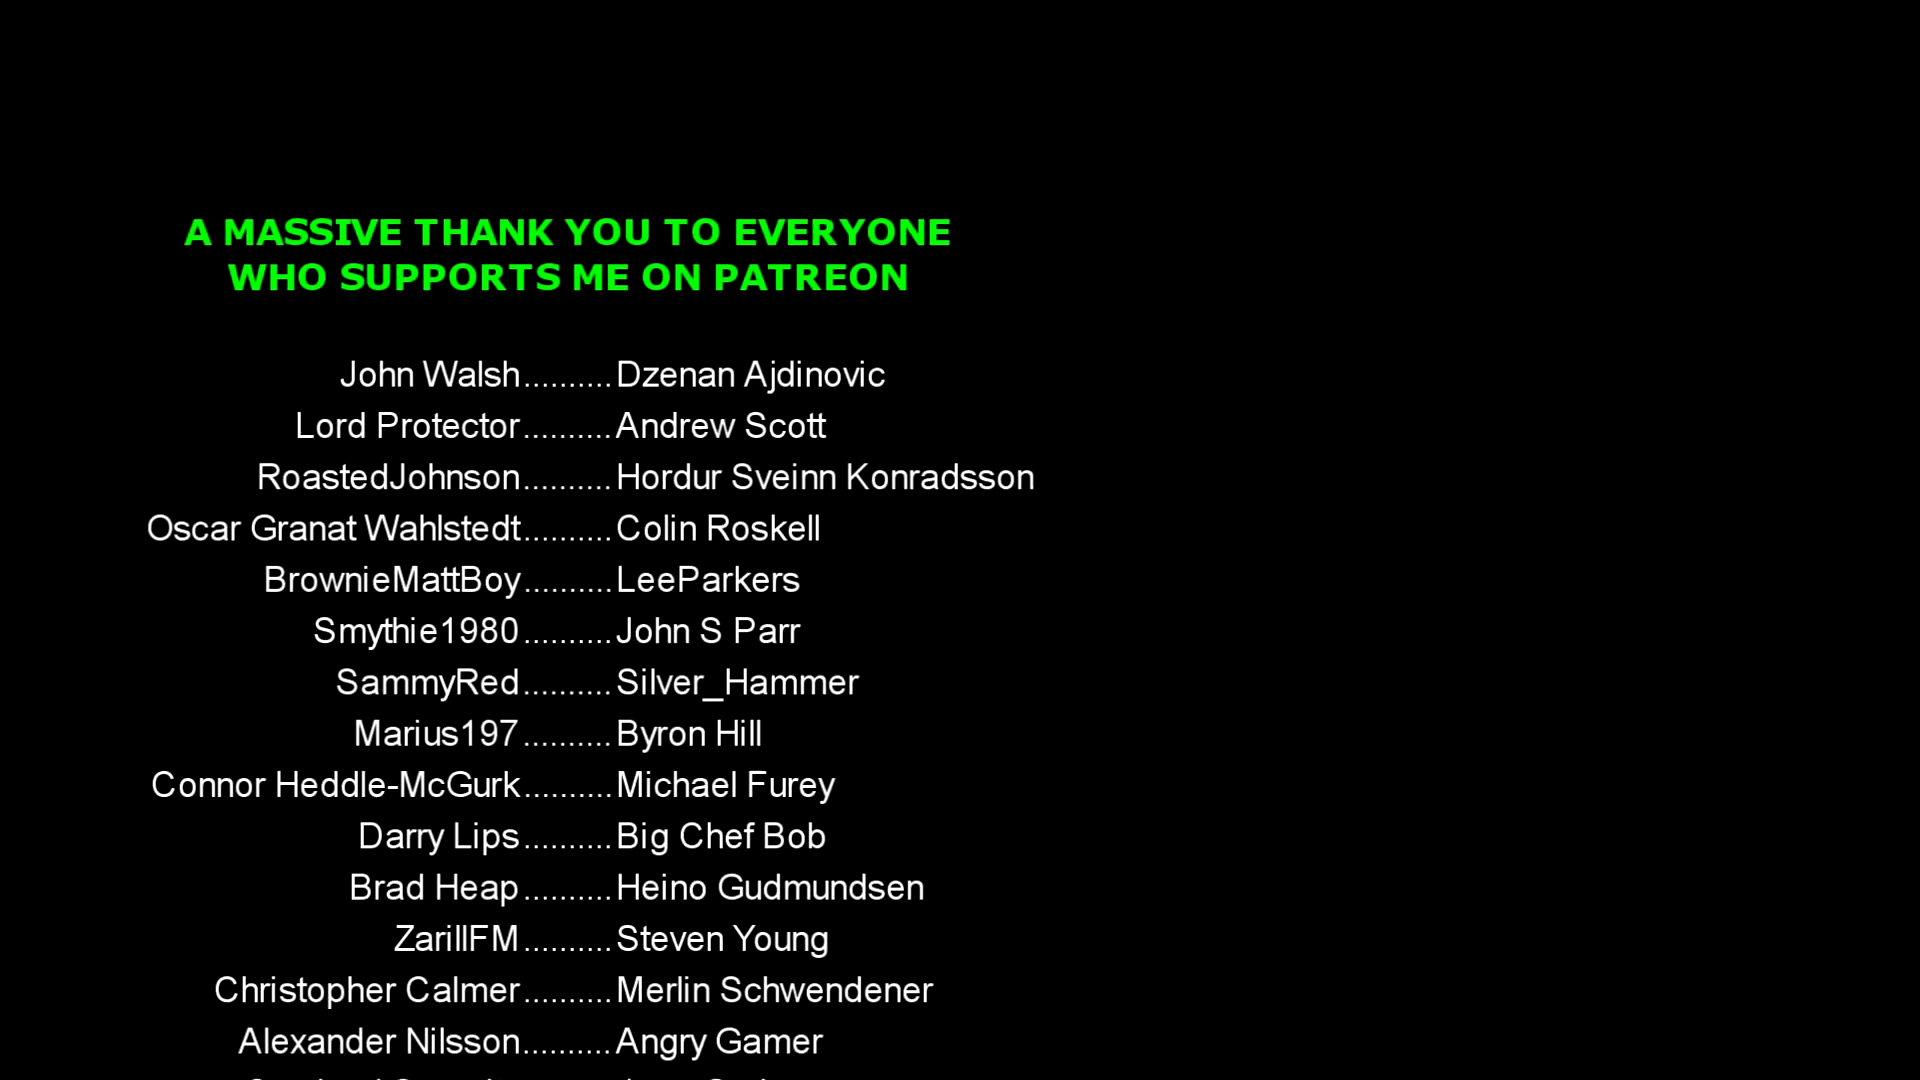 A MASSIVE THANK YOU TO EVERYONE
WHO SUPPORTS ME ON PATREON
John Walsh..........Dzenan Ajdinovic
Lord Protector..........Andrew Scott
RoastedJohnson..........Hordur Sveinn Konradsson
Oscar Granat Wahlstedt..........Colin Roskell
BrownieMattBoy..........LeeParkers
Smythie1980..........John S Parr
SammyRed..........Silver_Hammer
Marius197..........Byron Hill
Connor Heddle-McGurk..........Michael Furey
Darry Lips..........Big Chef Bob
Brad Heap..........Heino Gudmundsen
ZarillFM..........Steven Young
Christopher Calmer..........Merlin Schwendener
Alexander Nilsson..........Angry Gamer